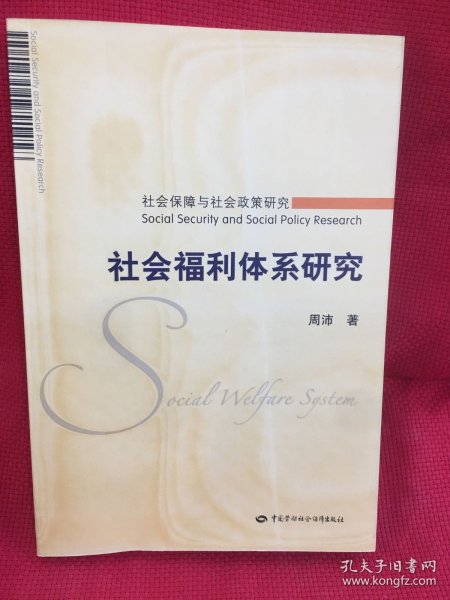 Social Security and Social Policy Research
社会保障与社会政策研究
Social Security and Social Policy Research
社会福利体系研究
周沛 著
Social Welfare System
中国劳动社会保障出版社
孔夫子旧书网
www.kongfz.com